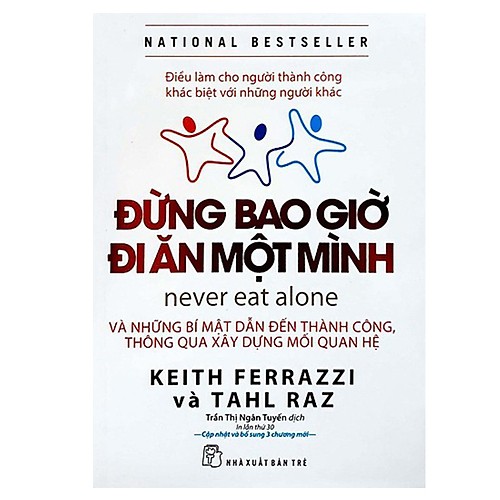 NATIONAL BESTSELLER
Điều làm cho người thành công
khác biệt với những người khác
ĐỪNG BAO GIỜ
ĐI ĂN MỘT MÌNH
never eat alone
VÀ NHỮNG BÍ MẬT DẪN ĐẾN THÀNH CÔNG,
THÔNG QUA XÂY DỰNG MỐI QUAN HỆ
KEITH FERRAZZI
và TAHL RAZ
Trần Thị Ngân Tuyến dịch
In lần thứ 30
—Cập nhật và bổ sung 3 chương mới—
NHÀ XUẤT BẢN TRẺ